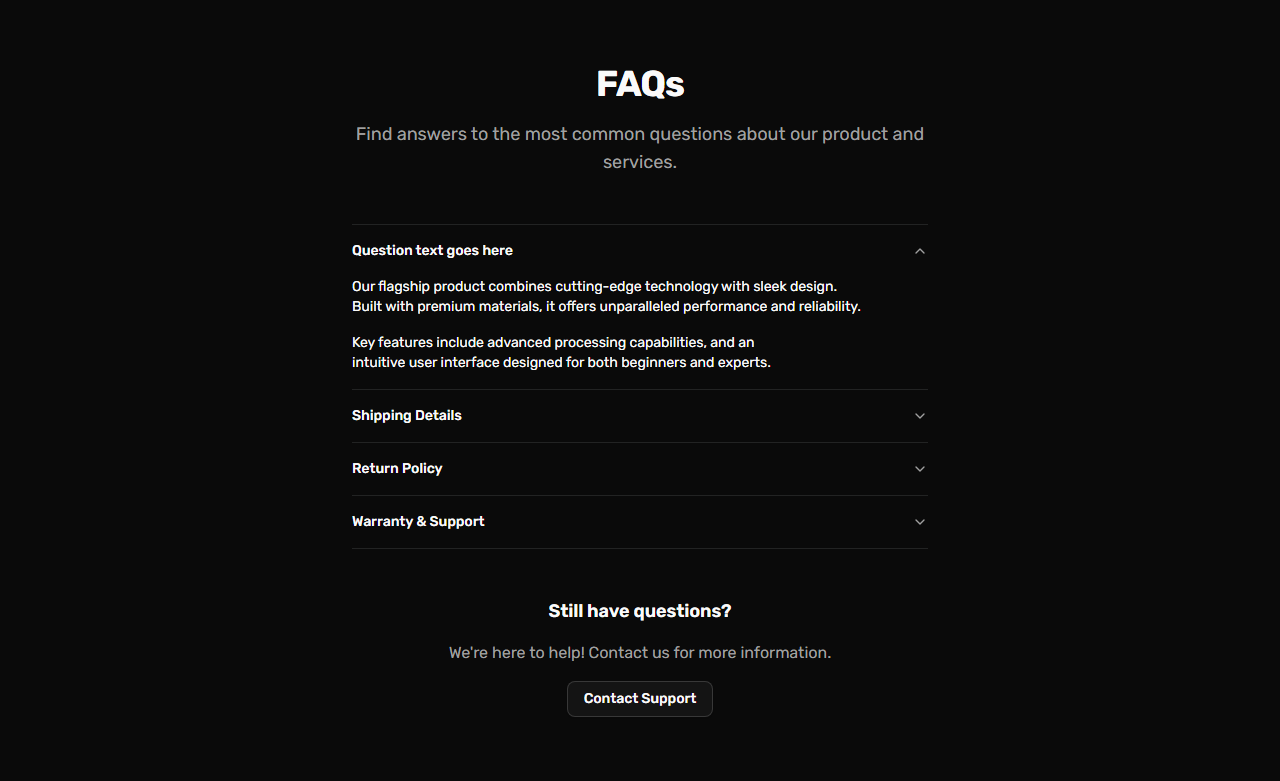 FAQs
Find answers to the most common questions about our product and
services.
Question text goes here
Our flagship product combines cutting-edge technology with sleek design.
Built with premium materials, it offers unparalleled performance and reliability.
Key features include advanced processing capabilities, and an
intuitive user interface designed for both beginners and experts.
Shipping Details
Return Policy
Warranty & Support
Still have questions?
We're here to help! Contact us for more information.
Contact Support